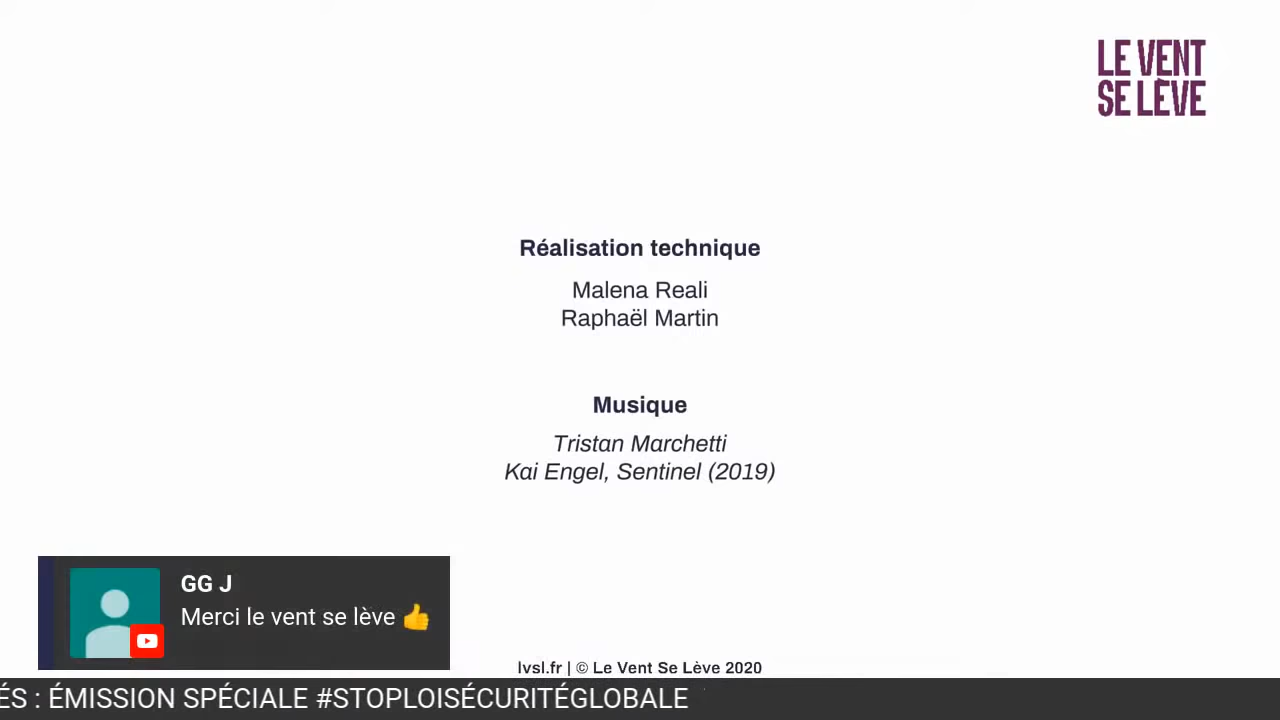 LE VENT
SE LÈVE
Réalisation technique
Malena Reali
Raphaël Martin
Musique
Tristan Marchetti
Kai Engel, Sentinel (2019)
GG J
Merci le vent se lève 👍
lvsl.fr | © Le Vent Se Lève 2020
ÉS : ÉMISSION SPÉCIALE #STOPLOISÉCURITÉGLOBALE